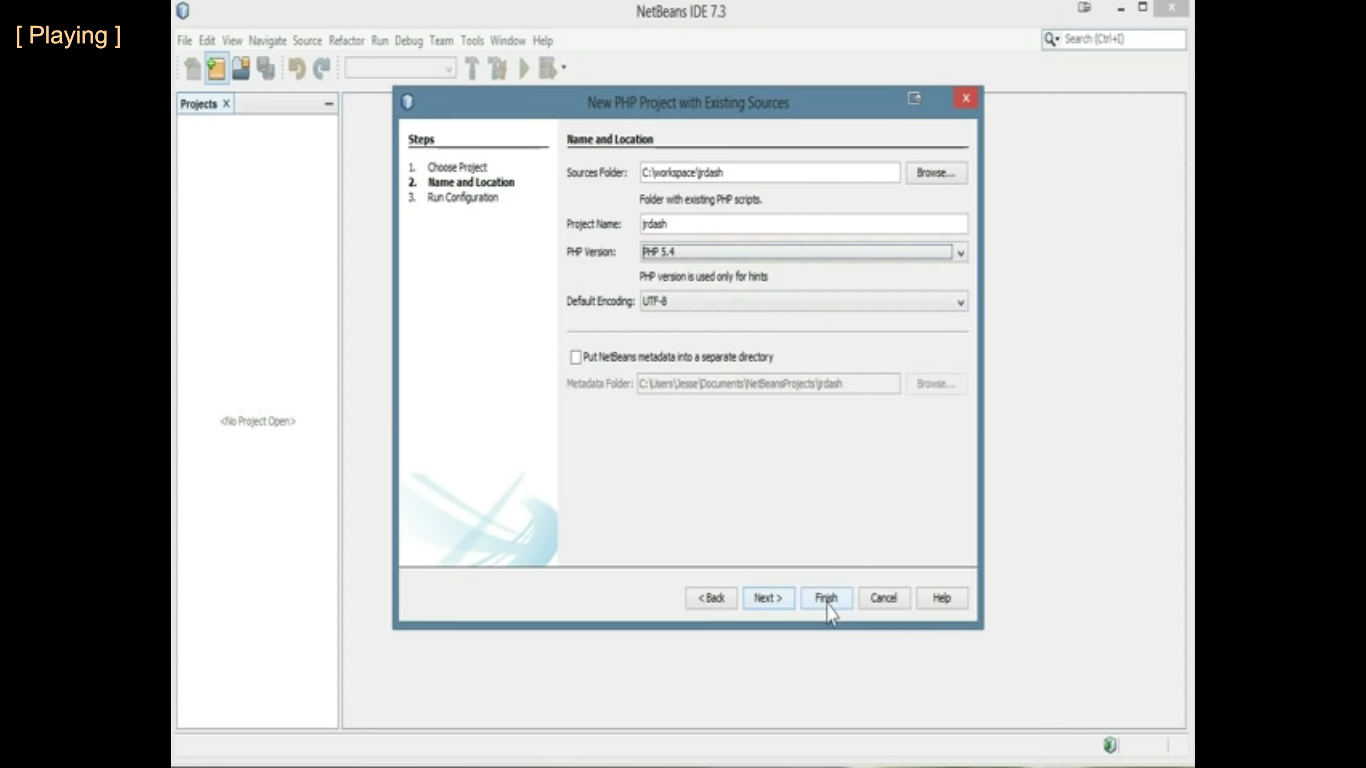 [ Playing ]
NetBeans IDE 7.3
File Edit View Navigate Source Refactor Run Debug Team Tools Window Help
Search (Ctrl+I)
Projects X
<No Project Open>
New PHP Project with Existing Sources
X
Steps
1. Choose Project
2. Name and Location
3. Run Configuration
Name and Location
Sources Folder: C:\workspace\jrdash Browse...
Folder with existing PHP scripts.
Project Name: jrdash
PHP Version: PHP 5.4
PHP version is used only for hints
Default Encoding: UTF-8
Put NetBeans metadata into a separate directory
Metadata Folder: C:\Users\Jesse\Documents\NetBeansProjects\jrdash Browse...
< Back Next > Finish Cancel Help